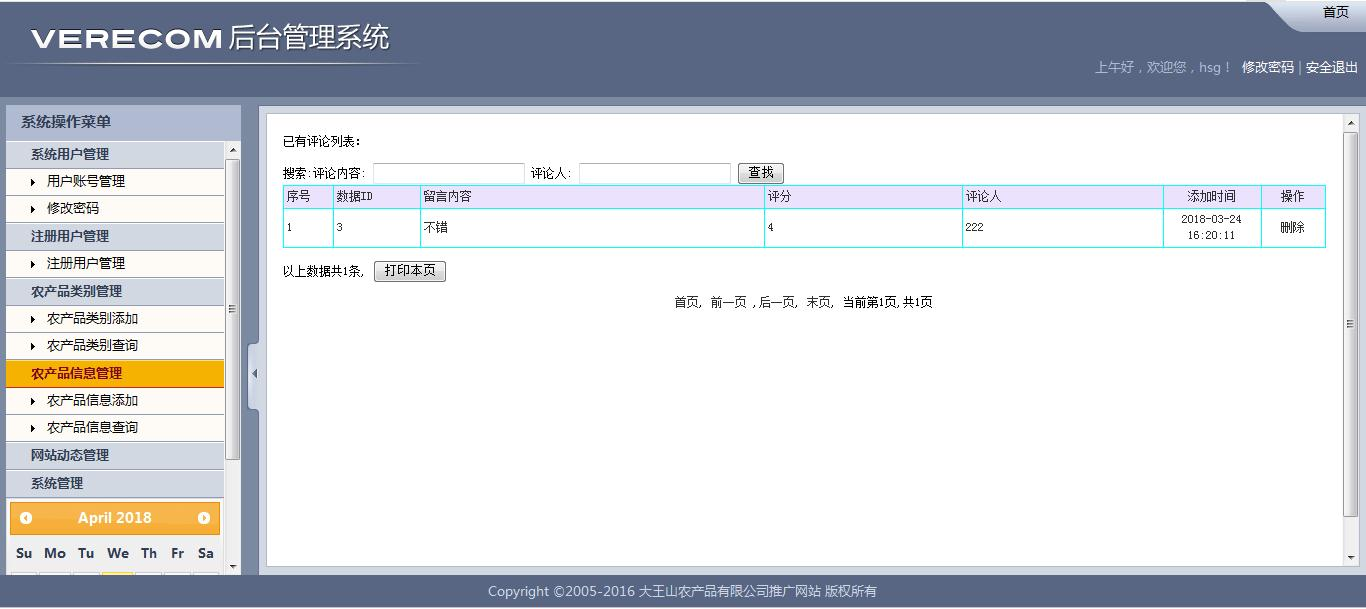 首页
VERECOM 后台管理系统
上午好，欢迎您，hsg！ 修改密码 | 安全退出
系统操作菜单
系统用户管理
用户账号管理
修改密码
注册用户管理
注册用户管理
农产品类别管理
农产品类别添加
农产品类别查询
农产品信息管理
农产品信息添加
农产品信息查询
网站动态管理
系统管理
April 2018
Su Mo Tu We Th Fr Sa
已有评论列表：
搜索:评论内容: 评论人: 查找
序号 数据ID 留言内容 评分 评论人 添加时间 操作
1 3 不错 4 222 2018-03-24 16:20:11 删除
以上数据共1条, 打印本页
首页, 前一页 ,后一页, 末页, 当前第1页,共1页
Copyright ©2005-2016 大王山农产品有限公司推广网站 版权所有